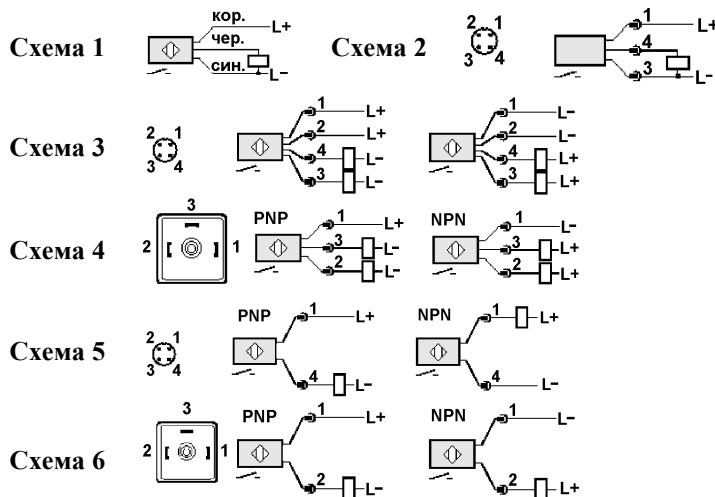 Схема 1
кор.
L+
чер.
син.
L-
Схема 2
2 1
3 4
1
L+
4
3
L-
Схема 3
2 1
3 4
1
L+
2
L+
4
L-
3
L-
1
L-
2
L-
4
L+
3
L+
Схема 4
3
2 1
PNP
1
L+
3
L-
2
L-
NPN
1
L-
3
L+
2
L+
Схема 5
2 1
3 4
PNP
1
L+
4
L-
NPN
1
L+
4
L-
Схема 6
3
2 1
PNP
1
L+
2
L-
NPN
1
L-
2
L+